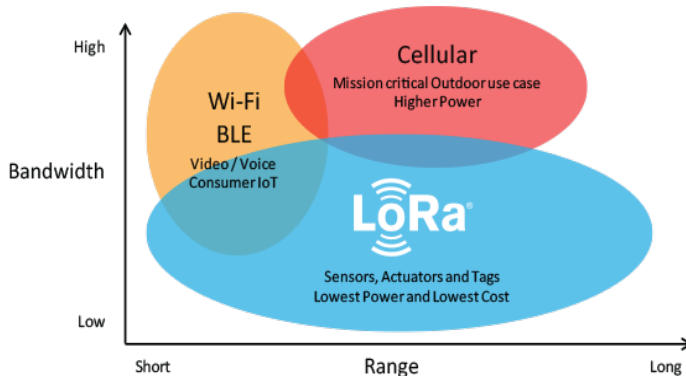 High
Cellular
Mission critical Outdoor use case
Higher Power
Wi-Fi
BLE
Video / Voice
Consumer IoT
Bandwidth
LoRa®
Sensors, Actuators and Tags
Lowest Power and Lowest Cost
Low
Short
Range
Long